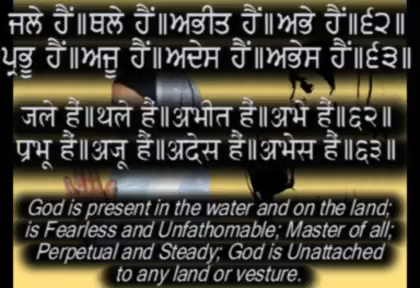 ਜਲੇ ਹੈਂ॥ਥਲੇ ਹੈਂ॥ਅਭੀਤ ਹੈਂ॥ਅਭੇ ਹੈਂ॥੬੨॥
ਪ੍ਰਭੂ ਹੈਂ॥ਅਜੂ ਹੈਂ॥ਅਦੇਸ ਹੈਂ॥ਅਭੇਸ ਹੈਂ॥੬੩॥
जले हैं॥थले हैं॥अभीत हैं॥अभे हैं॥६२॥
प्रभू हैं॥अजू हैं॥अदेस हैं॥अभेस हैं॥६३॥
God is present in the water and on the land;
is Fearless and Unfathomable; Master of all;
Perpetual and Steady; God is Unattached
to any land or vesture.